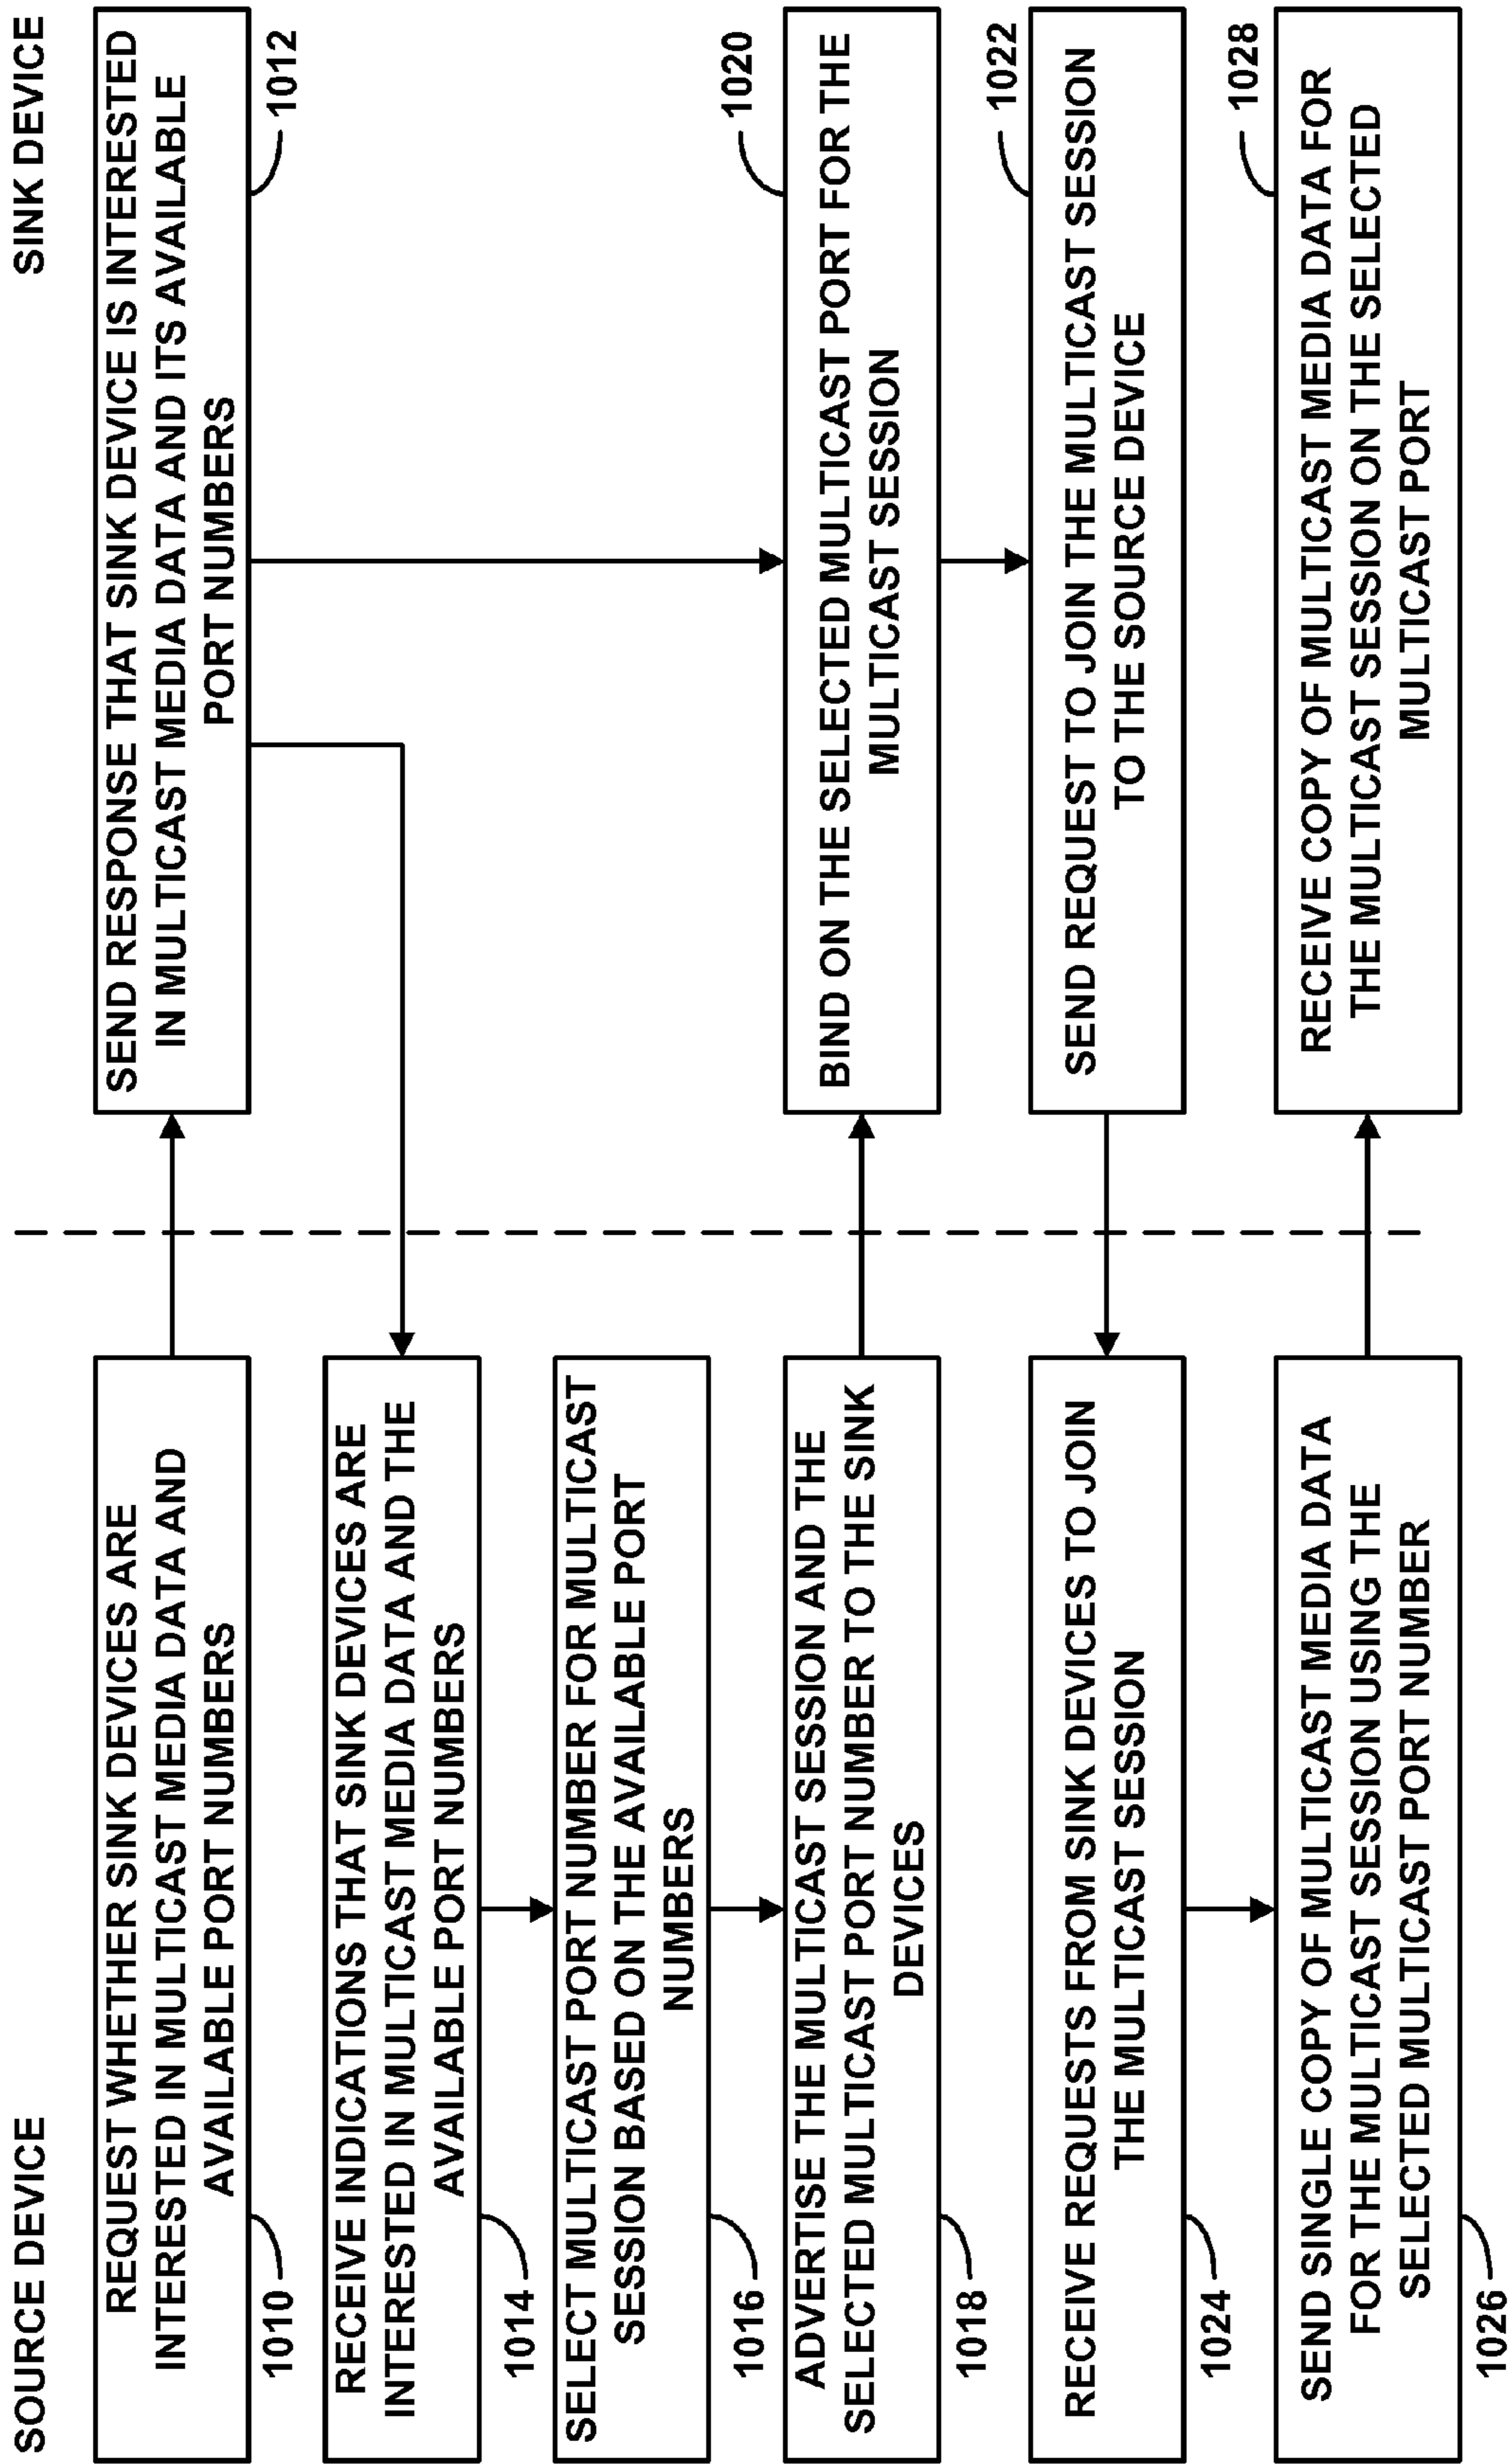 SOURCE DEVICE
SINK DEVICE
REQUEST WHETHER SINK DEVICES ARE
INTERESTED IN MULTICAST MEDIA DATA AND
AVAILABLE PORT NUMBERS
1010
SEND RESPONSE THAT SINK DEVICE IS INTERESTED
IN MULTICAST MEDIA DATA AND ITS AVAILABLE
PORT NUMBERS
1012
RECEIVE INDICATIONS THAT SINK DEVICES ARE
INTERESTED IN MULTICAST MEDIA DATA AND THE
AVAILABLE PORT NUMBERS
1014
SELECT MULTICAST PORT NUMBER FOR MULTICAST
SESSION BASED ON THE AVAILABLE PORT
NUMBERS
1016
ADVERTISE THE MULTICAST SESSION AND THE
SELECTED MULTICAST PORT NUMBER TO THE SINK
DEVICES
1018
BIND ON THE SELECTED MULTICAST PORT FOR THE
MULTICAST SESSION
1020
SEND REQUEST TO JOIN THE MULTICAST SESSION
TO THE SOURCE DEVICE
1022
RECEIVE REQUESTS FROM SINK DEVICES TO JOIN
THE MULTICAST SESSION
1024
SEND SINGLE COPY OF MULTICAST MEDIA DATA
FOR THE MULTICAST SESSION USING THE
SELECTED MULTICAST PORT NUMBER
1026
RECEIVE COPY OF MULTICAST MEDIA DATA FOR
THE MULTICAST SESSION ON THE SELECTED
MULTICAST PORT
1028